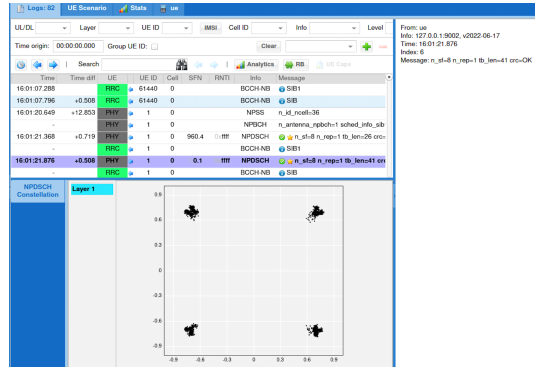 Logs: 82 UE Scenario Stats ue
UL/DL Layer UE ID IMSI Cell ID Info Level
Time origin: 00:00:00.000 Group UE ID: Clear
Search Analytics RB UE Caps
Time Time diff UE UE ID Cell SFN RNTI Info Message
16:01:07.288 RRC 61440 0 BCCH-NB SIB1
16:01:07.796 +0.508 RRC 61440 0 BCCH-NB SIB
16:01:20.649 +12.853 PHY 1 0 NPSS n_id_ncell=36
- PHY 1 0 NPBCH n_antenna_npbch=1 sched_info_sib
16:01:21.368 +0.719 PHY 1 0 960.4 0xffff NPDSCH n_sf=8 n_rep=1 tb_len=26 crc=
- RRC 1 0 BCCH-NB SIB1
16:01:21.876 +0.508 PHY 1 0 0.1 ffff NPDSCH n_sf=8 n_rep=1 tb_len=41 crc
- RRC 1 0 BCCH-NB SIB
From: ue
Info: 127.0.0.1:9002, v2022-06-17
Time: 16:01:21.876
Index: 6
Message: n_sf=8 n_rep=1 tb_len=41 crc=OK
NPDSCH
Constellation
Layer 1
0.9
0.6
0.3
0
-0.3
-0.6
-0.9
-0.9 -0.6 -0.3 0 0.3 0.6 0.9